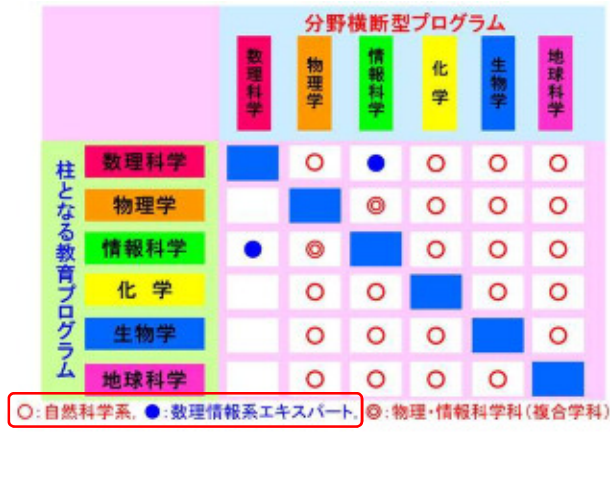 分野横断型プログラム
数理科学
物理学
情報科学
化学
生物学
地球科学
柱となる教育プログラム
数理科学 ○ ● ○ ○ ○
物理学 ◎ ○ ○ ○
情報科学 ● ◎ ○ ○ ○
化 学 ○ ○ ○ ○
生物学 ○ ○ ○ ○
地球科学 ○ ○ ○ ○
○:自然科学系, ●:数理情報系エキスパート, ◎:物理・情報科学科(複合学科)